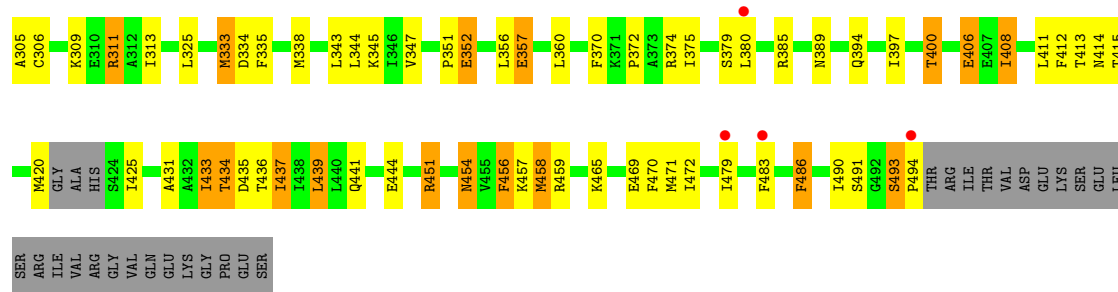 A305 C306 K309 E310 R311 A312 I313 L325 M333 D334 F335 M338 L343 L344 K345 I346 V347 P351 E352 L356 E357 L360 F370 K371 P372 A373 R374 I375 S379 L380 R385 N389 Q394 I397 T400 E406 E407 I408 L411 F412 T413 N414 T415
M420 GLY ALA HIS S424 I425 A431 A432 I433 T434 D435 T436 I437 I438 L439 L440 Q441 E444 R451 N454 V455 F456 K457 M458 R459 K465 E469 F470 M471 I472 I479 F483 F486 I490 S491 G492 S493 P494 THR ARG ILE THR VAL ASP GLU LYS SER GLU LEU
SER ARG ILE VAL ARG GLY VAL GLN GLU LYS GLY PRO GLU SER